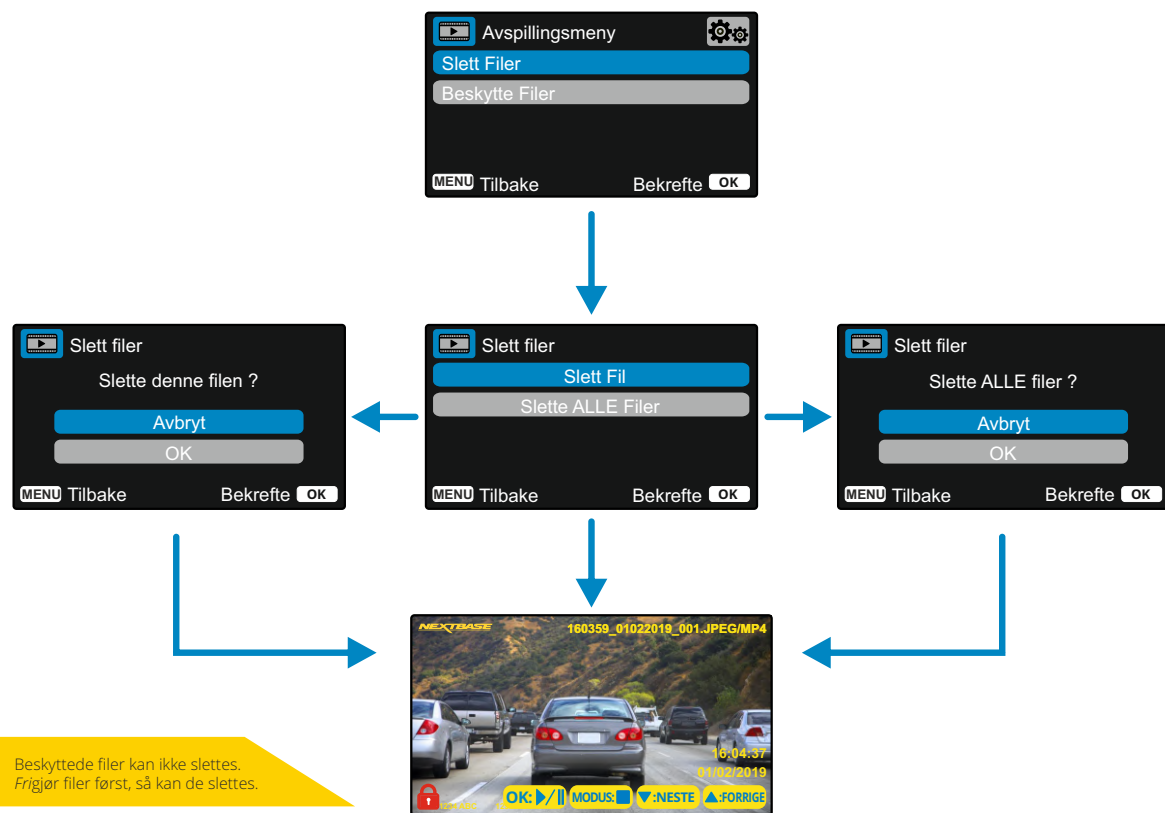 Avspillingsmeny
Slett Filer
Beskytte Filer
MENU Tilbake Bekrefte OK
Slett filer
Slette denne filen ?
Avbryt
OK
MENU Tilbake Bekrefte OK
Slett filer
Slett Fil
Slette ALLE Filer
MENU Tilbake Bekrefte OK
Slett filer
Slette ALLE filer ?
Avbryt
OK
MENU Tilbake Bekrefte OK
NEXTBASE 160359_01022019_001.JPEG/MP4
16:04:37
01/02/2019
OK: MODUS: :NESTE :FORRIGE
Beskyttede filer kan ikke slettes.
Frigjør filer først, så kan de slettes.